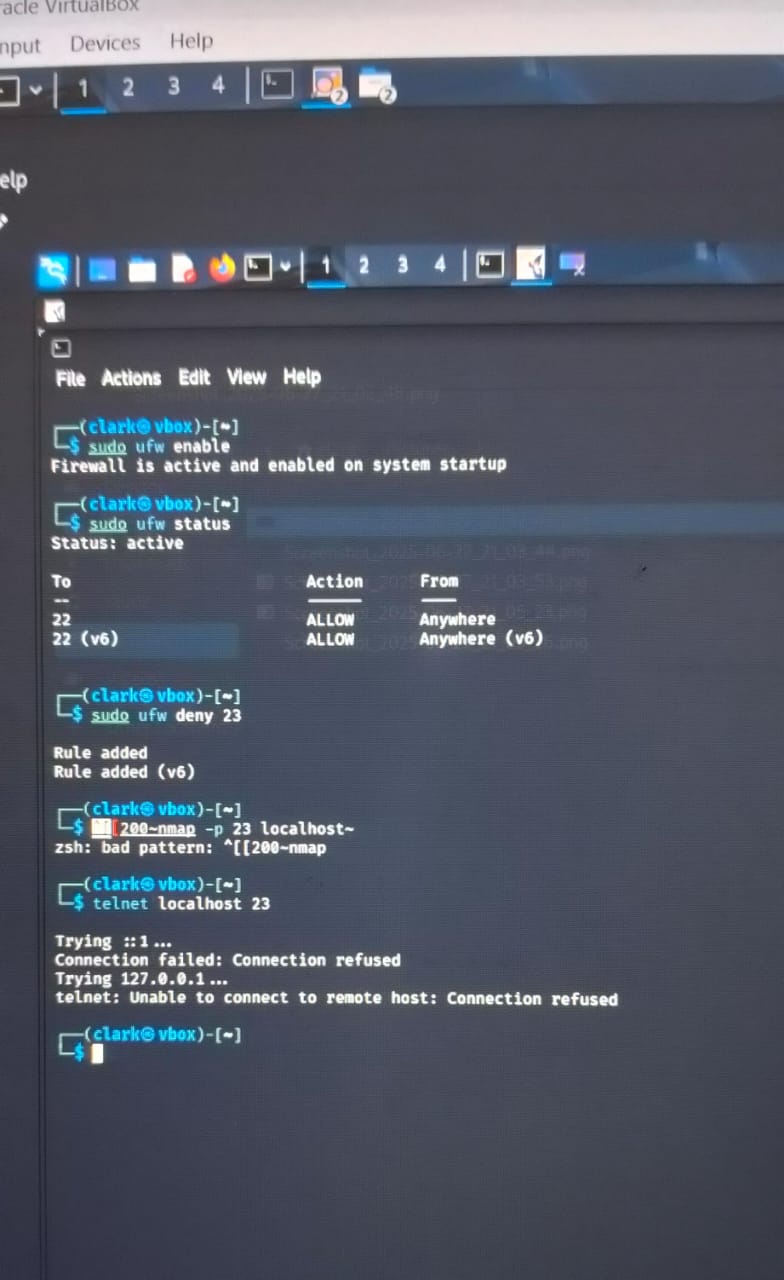 acle VirtualBox
nput Devices Help
1 2 3 4 2 2
elp
1 2 3 4
File Actions Edit View Help
┌──(clark㉿vbox)-[~]
└─$ sudo ufw enable
Firewall is active and enabled on system startup
┌──(clark㉿vbox)-[~]
└─$ sudo ufw status
Status: active
To Action From
-- ------ ----
22 ALLOW Anywhere
22 (v6) ALLOW Anywhere (v6)
┌──(clark㉿vbox)-[~]
└─$ sudo ufw deny 23
Rule added
Rule added (v6)
┌──(clark㉿vbox)-[~]
└─$ ^[[200~nmap -p 23 localhost~
zsh: bad pattern: ^[[200~nmap
┌──(clark㉿vbox)-[~]
└─$ telnet localhost 23
Trying ::1...
Connection failed: Connection refused
Trying 127.0.0.1...
telnet: Unable to connect to remote host: Connection refused
┌──(clark㉿vbox)-[~]
└─$